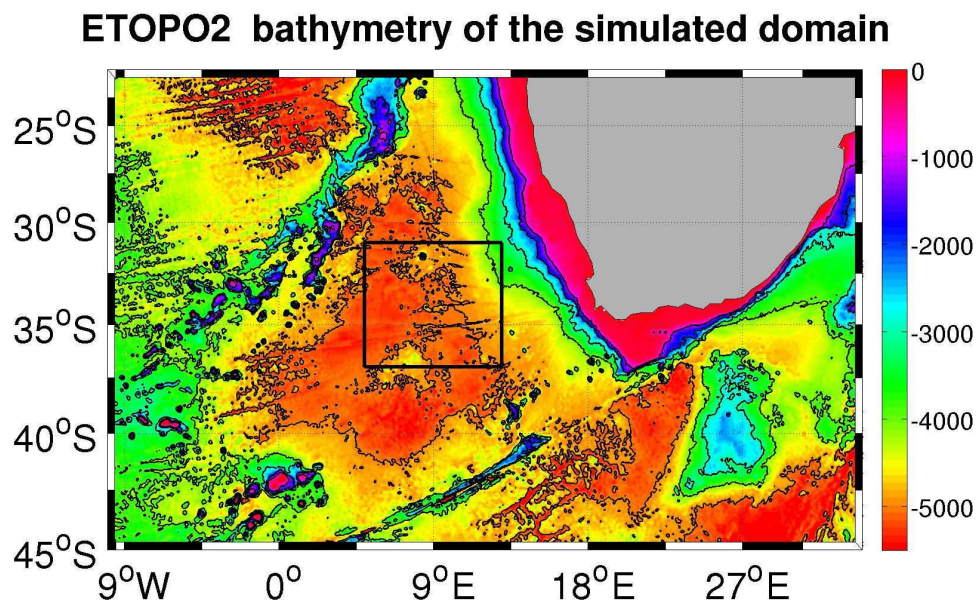 ETOPO2 bathymetry of the simulated domain
25°S
30°S
35°S
40°S
45°S
9°W
0°
9°E
18°E
27°E
0
-1000
-2000
-3000
-4000
-5000